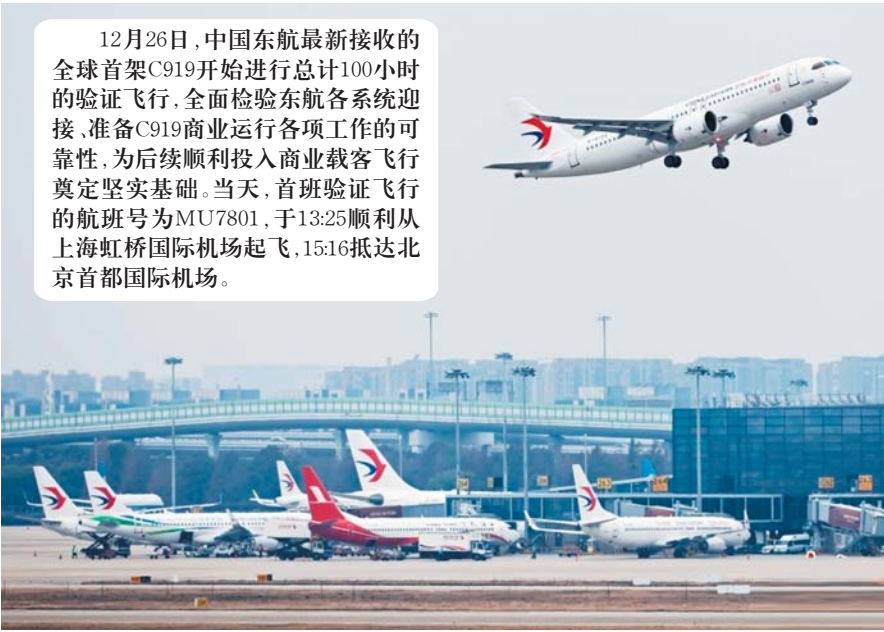 12月26日，中国东航最新接收的
全球首架C919开始进行总计100小时
的验证飞行，全面检验东航各系统迎
接、准备C919商业运行各项工作的可
靠性，为后续顺利投入商业载客飞行
奠定坚实基础。当天，首班验证飞行
的航班号为MU7801，于13:25顺利从
上海虹桥国际机场起飞，15:16抵达北
京首都国际机场。